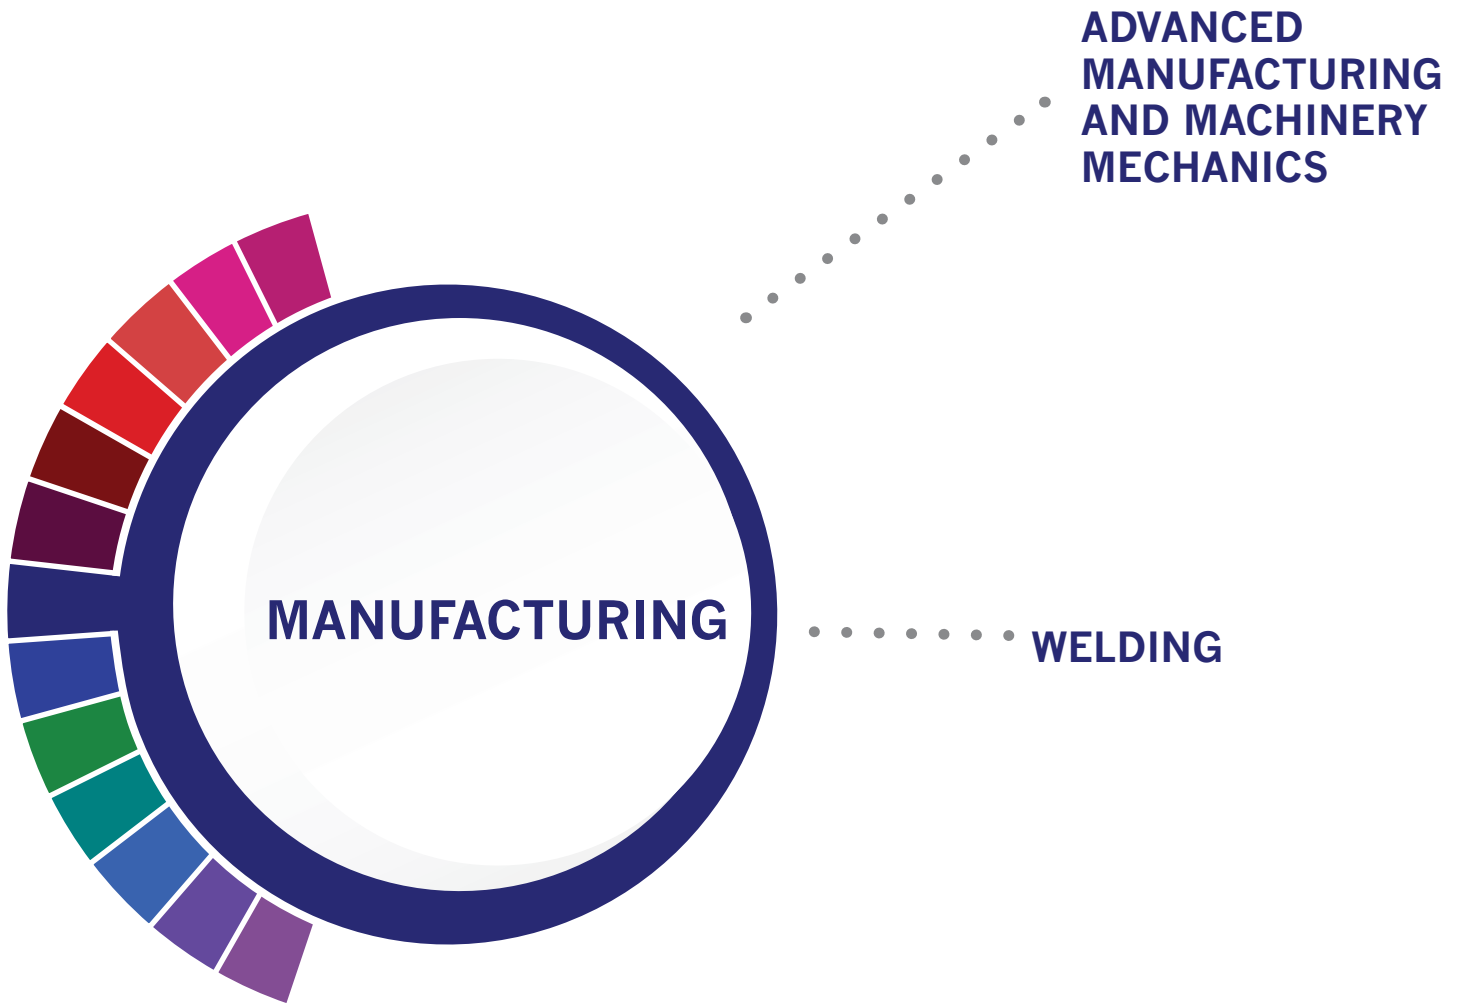 ADVANCED
MANUFACTURING
AND MACHINERY
MECHANICS
MANUFACTURING
WELDING